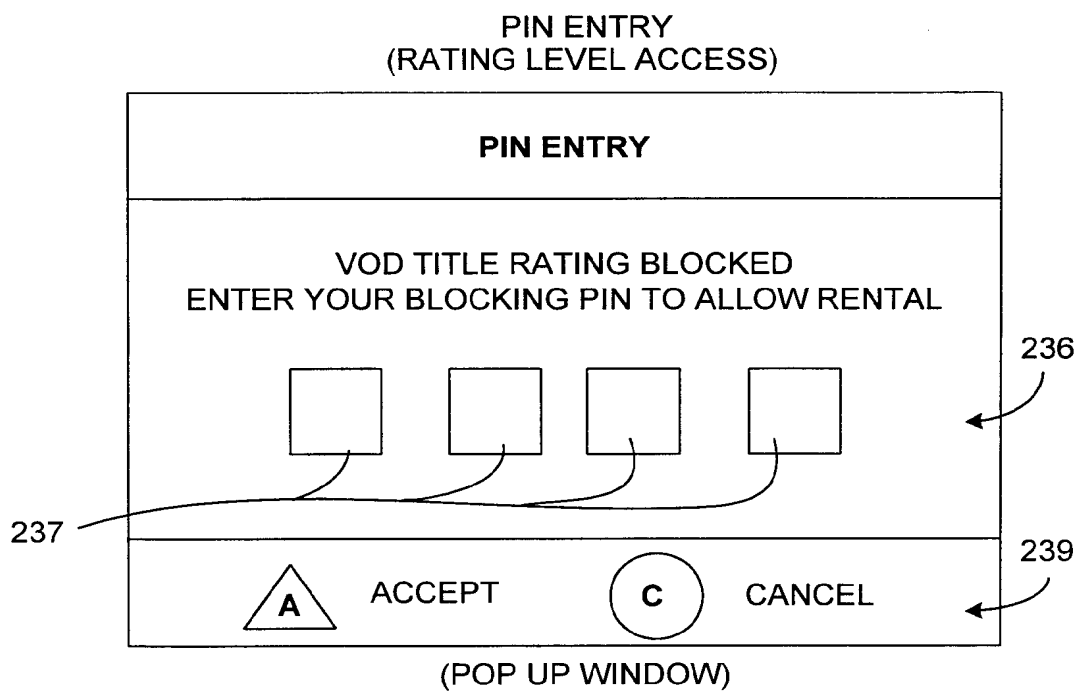 PIN ENTRY
(RATING LEVEL ACCESS)
PIN ENTRY
VOD TITLE RATING BLOCKED
ENTER YOUR BLOCKING PIN TO ALLOW RENTAL
236
237
239
A ACCEPT C CANCEL
(POP UP WINDOW)